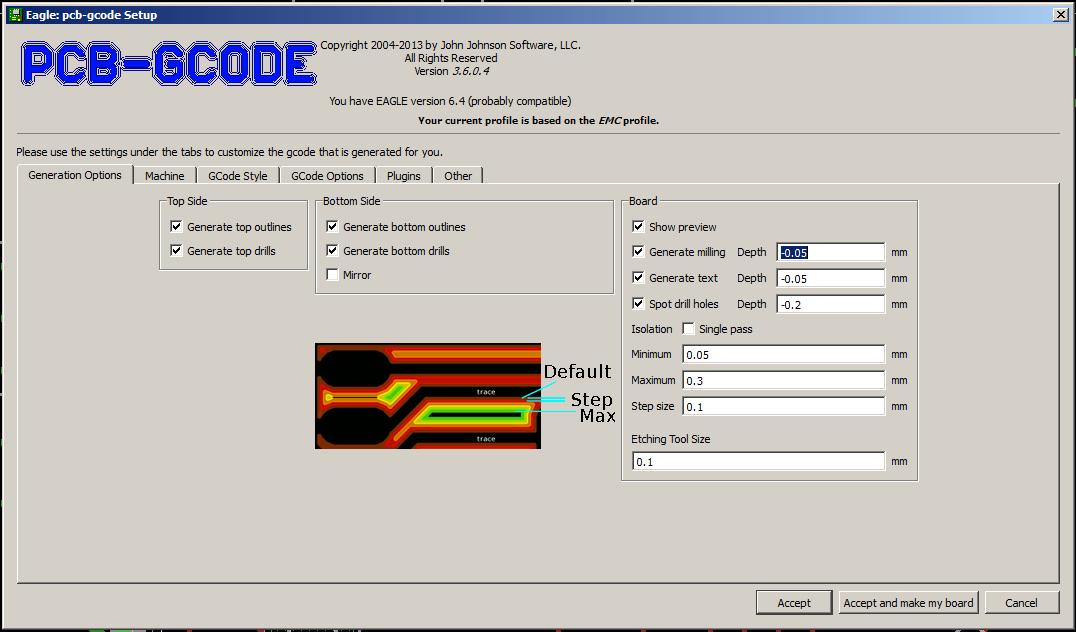 Eagle: pcb-gcode Setup
PCB-GCODE
Copyright 2004-2013 by John Johnson Software, LLC.
All Rights Reserved
Version 3.6.0.4
You have EAGLE version 6.4 (probably compatible)
Your current profile is based on the EMC profile.
Please use the settings under the tabs to customize the gcode that is generated for you.
Generation Options Machine GCode Style GCode Options Plugins Other
Top Side
Generate top outlines
Generate top drills
Bottom Side
Generate bottom outlines
Generate bottom drills
Mirror
trace
trace
Default
Step
Max
Board
Show preview
Generate milling Depth -0.05 mm
Generate text Depth -0.05 mm
Spot drill holes Depth -0.2 mm
Isolation Single pass
Minimum 0.05 mm
Maximum 0.3 mm
Step size 0.1 mm
Etching Tool Size
0.1 mm
Accept Accept and make my board Cancel